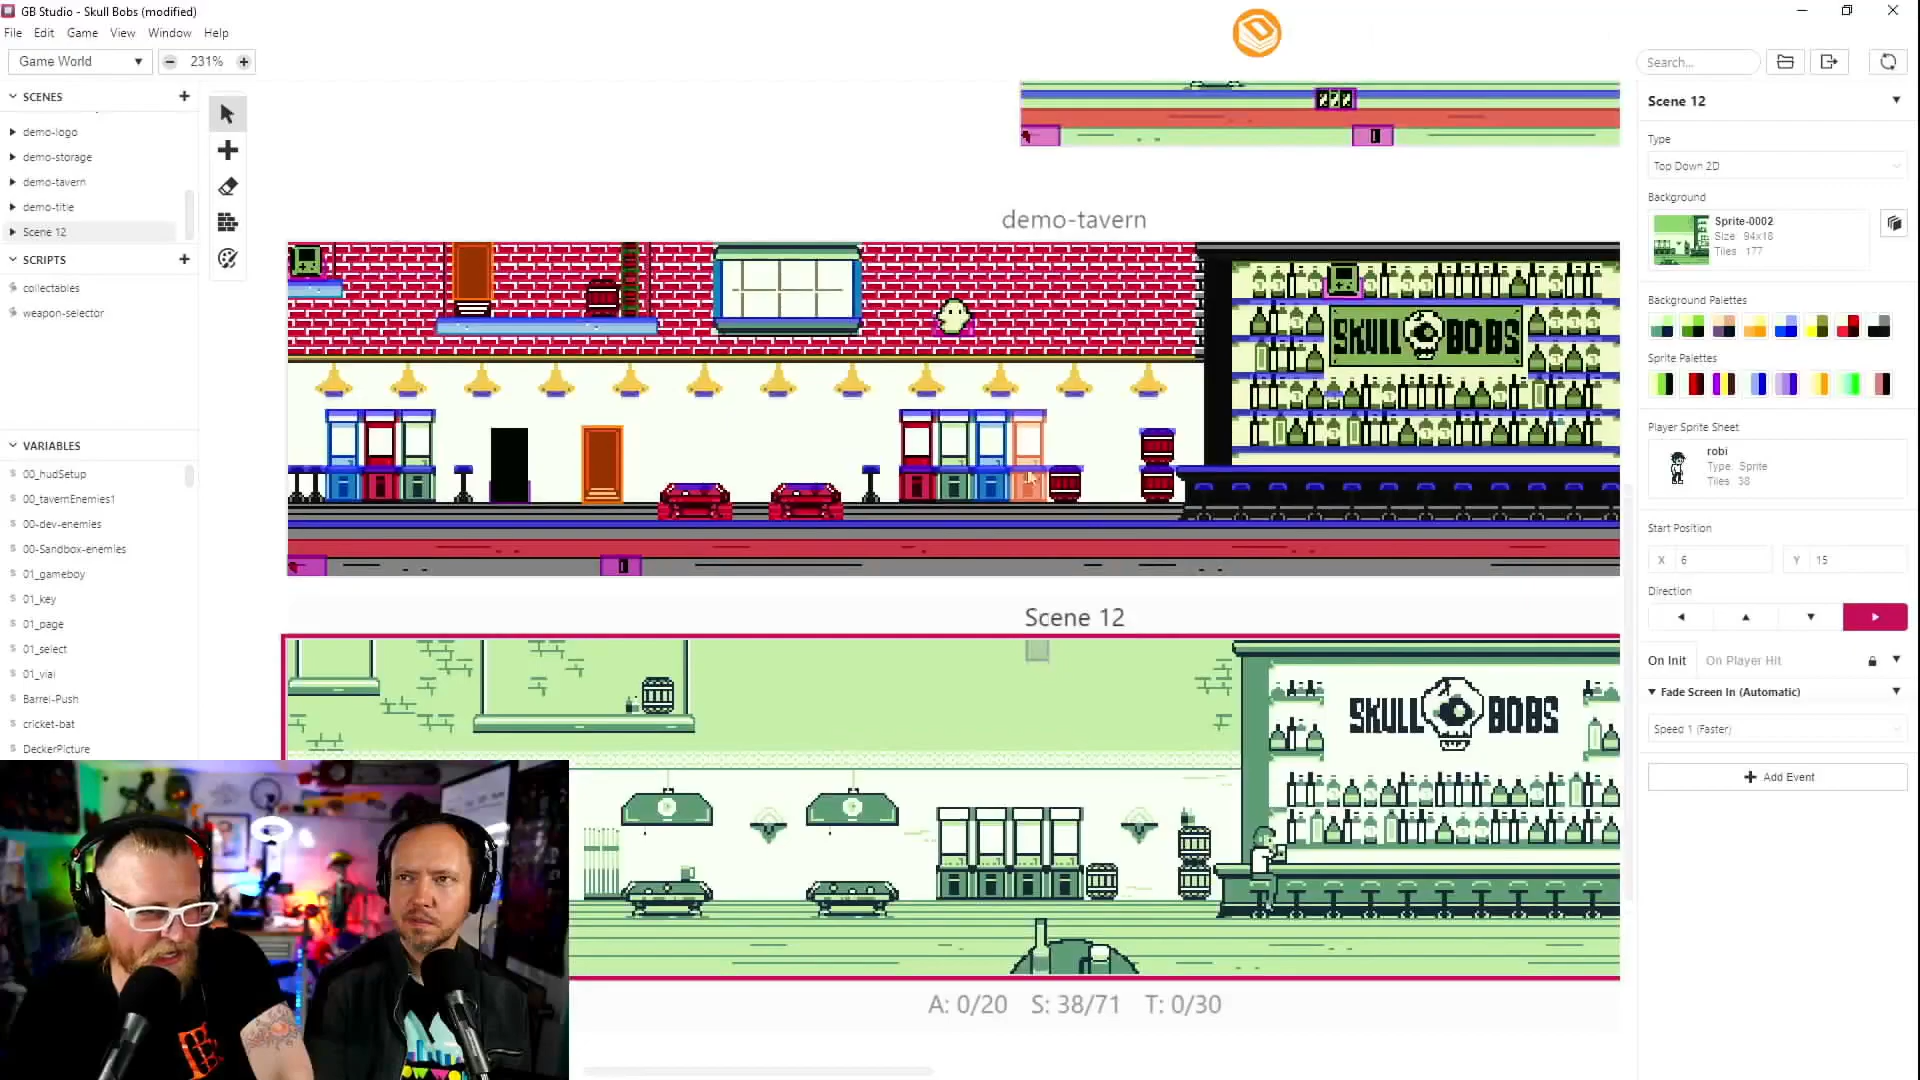 GB Studio - Skull Bobs (modified)
File Edit Game View Window Help
Game World
231%
Search...
SCENES
demo-logo
demo-storage
demo-tavern
demo-title
Scene 12
SCRIPTS
collectables
weapon-selector
VARIABLES
$ 00_hudSetup
$ 00_tavernEnemies1
$ 00-dev-enemies
$ 00-Sandbox-enemies
$ 01_gameboy
$ 01_key
$ 01_page
$ 01_select
$ 01_vial
$ Barrel-Push
$ cricket-bat
$ DeckerPicture
demo-tavern
SKULL BOBS
Scene 12
SKULL BOBS
A: 0/20 S: 38/71 T: 0/30
Scene 12
Type
Top Down 2D
Background
Sprite-0002
Size: 94x18
Tiles: 177
Background Palettes
Sprite Palettes
Player Sprite Sheet
robi
Type: Sprite
Tiles: 38
Start Position
X 6 Y 15
Direction
On Init On Player Hit
Fade Screen In (Automatic)
Speed 1 (Faster)
Add Event